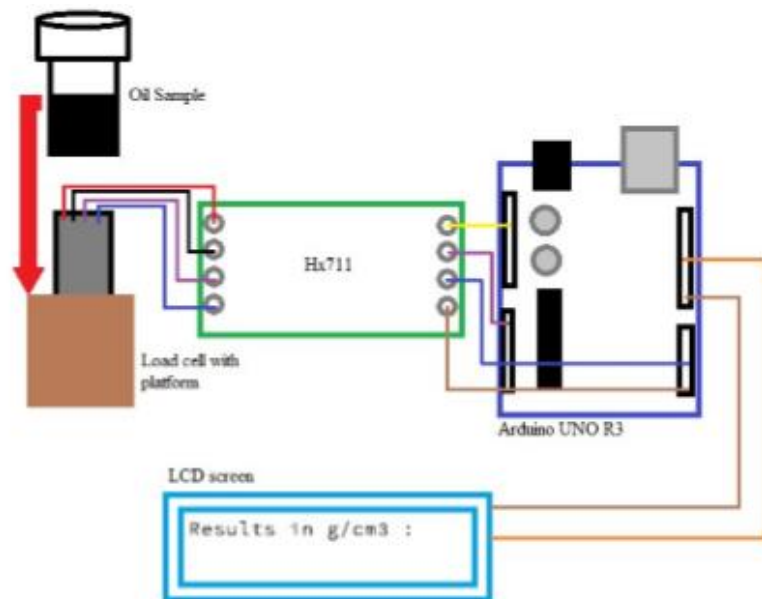 Oil Sample
Hx711
Load cell with
platform
Arduino UNO R3
LCD screen
Results in g/cm3 :